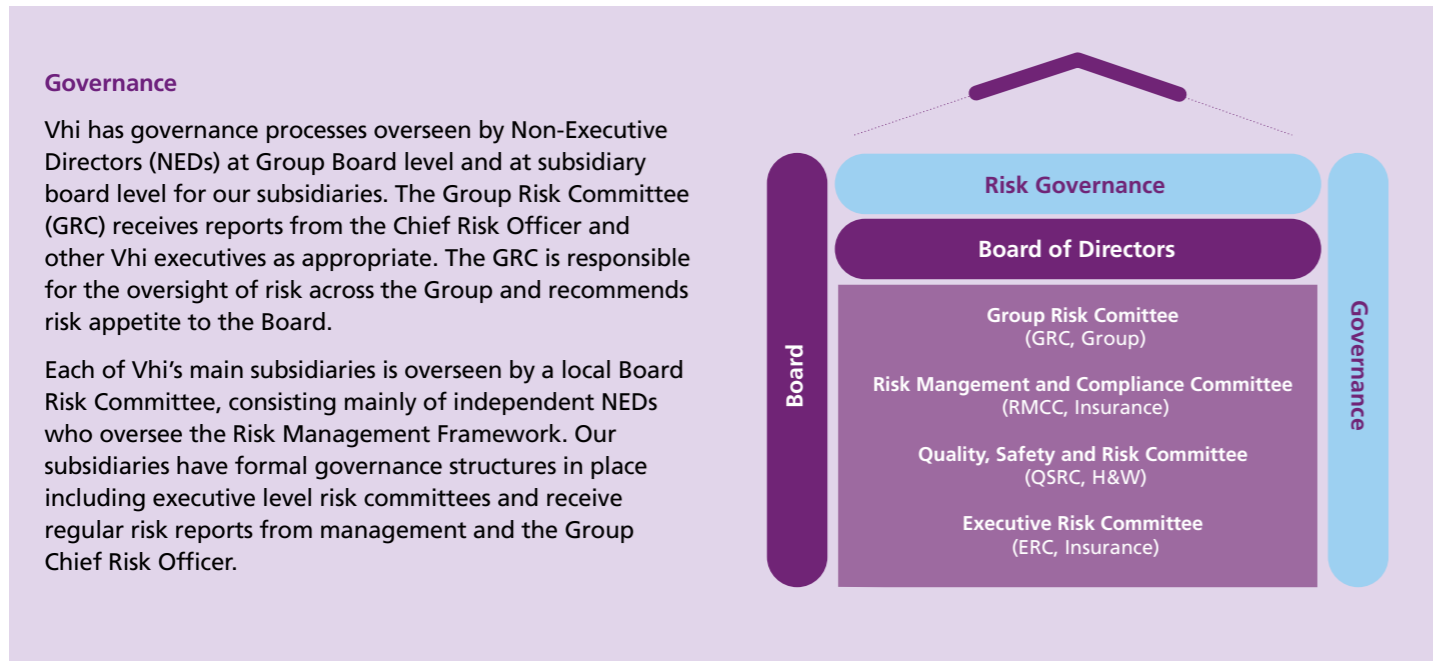 Governance
Vhi has governance processes overseen by Non-Executive
Directors (NEDs) at Group Board level and at subsidiary
board level for our subsidiaries. The Group Risk Committee
(GRC) receives reports from the Chief Risk Officer and
other Vhi executives as appropriate. The GRC is responsible
for the oversight of risk across the Group and recommends
risk appetite to the Board.
Each of Vhi’s main subsidiaries is overseen by a local Board
Risk Committee, consisting mainly of independent NEDs
who oversee the Risk Management Framework. Our
subsidiaries have formal governance structures in place
including executive level risk committees and receive
regular risk reports from management and the Group
Chief Risk Officer.
Board
Risk Governance
Board of Directors
Group Risk Comittee
(GRC, Group)
Risk Mangement and Compliance Committee
(RMCC, Insurance)
Quality, Safety and Risk Committee
(QSRC, H&W)
Executive Risk Committee
(ERC, Insurance)
Governance